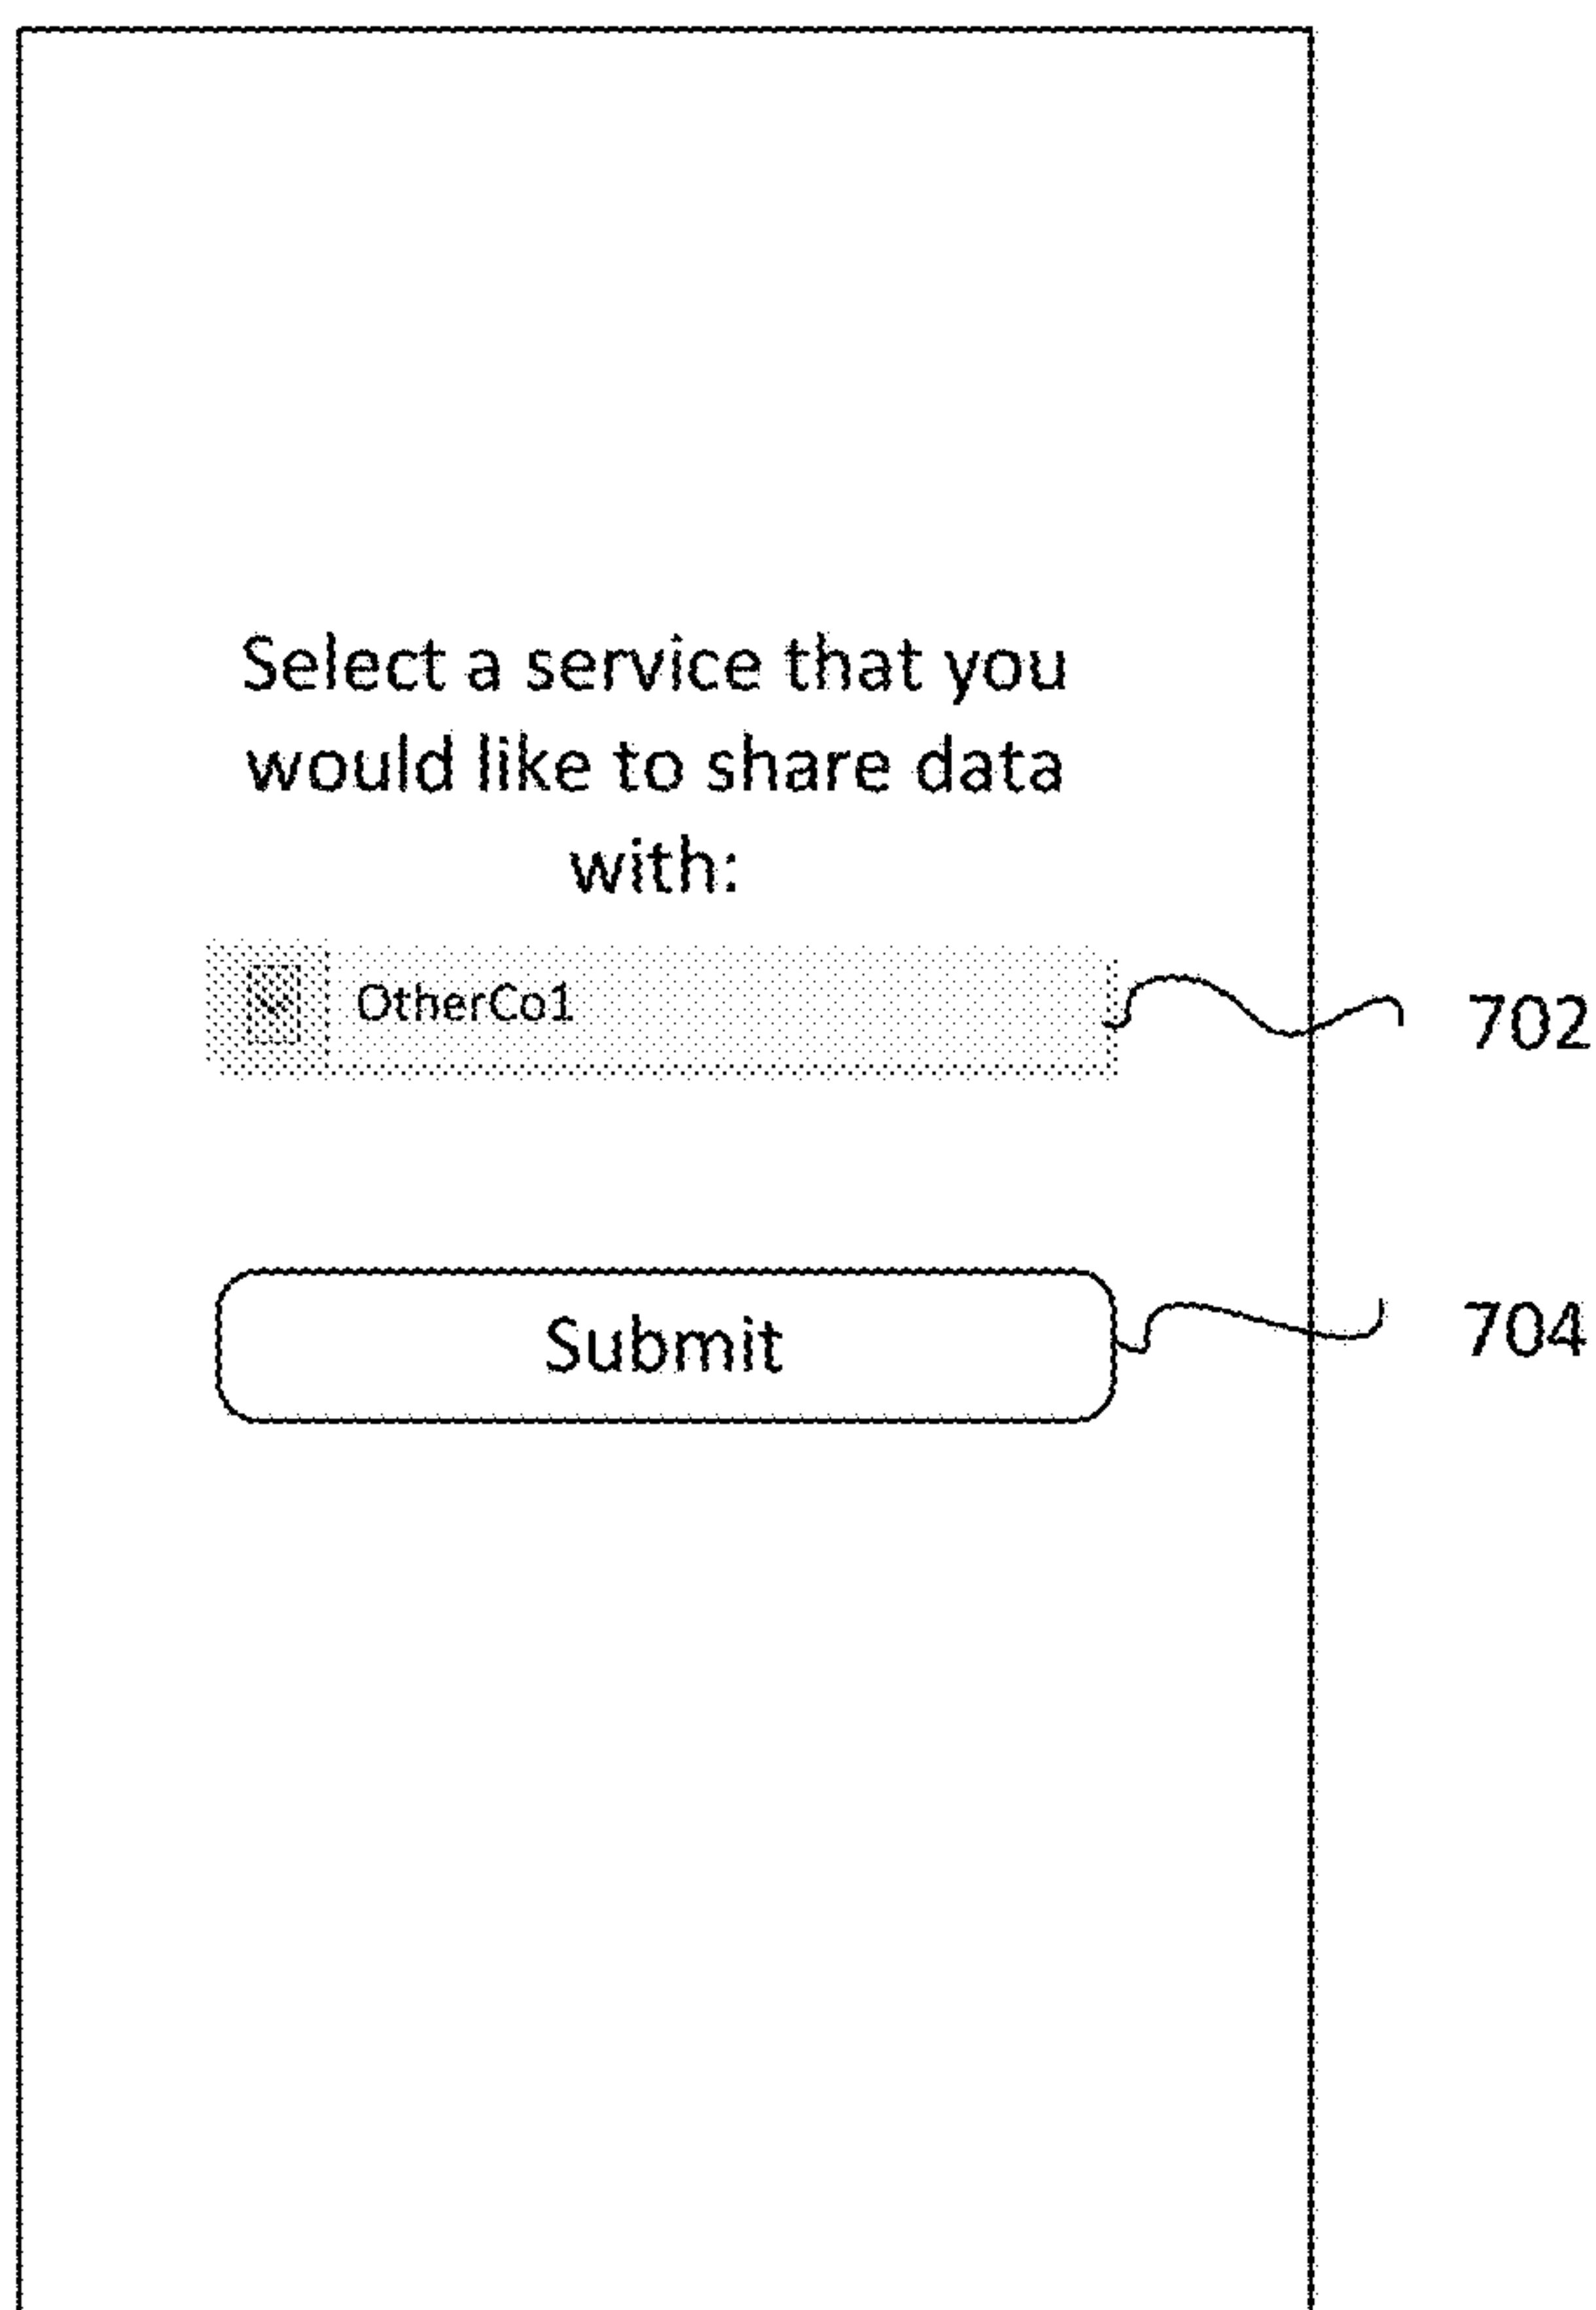 Select a service that you
would like to share data
with:
OtherCo1
702
Submit
704